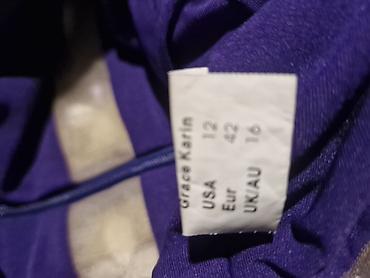 Grace Karin
USA 12
Eur 42
UK/AU 16